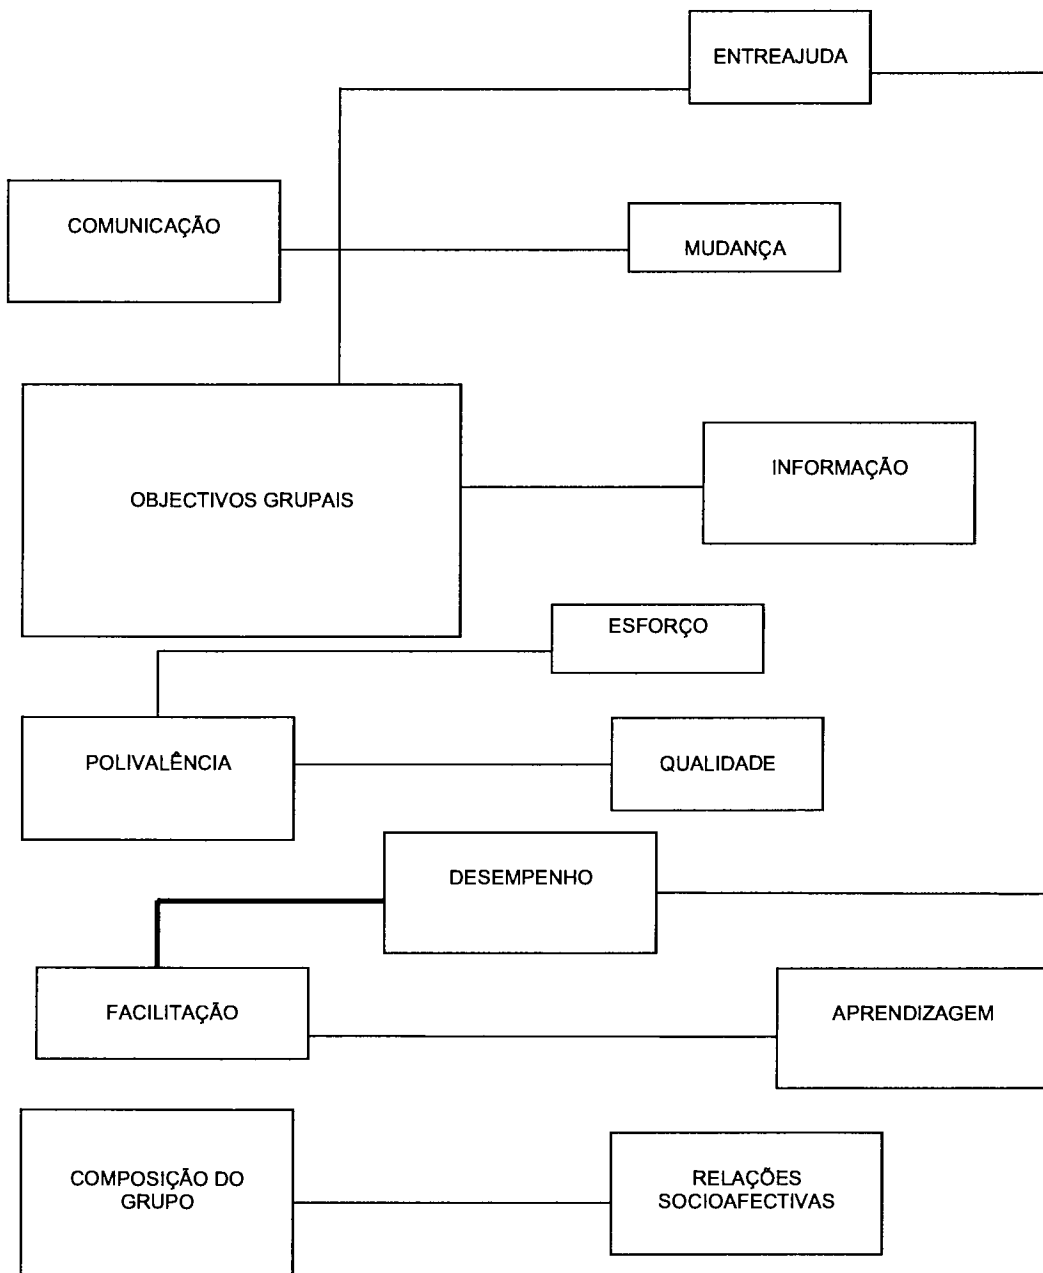 ENTREAJUDA
COMUNICAÇÃO
MUDANÇA
OBJECTIVOS GRUPAIS
INFORMAÇÃO
ESFORÇO
POLIVALÊNCIA
QUALIDADE
DESEMPENHO
FACILITAÇÃO
APRENDIZAGEM
COMPOSIÇÃO DO
GRUPO
RELAÇÕES
SOCIOAFECTIVAS